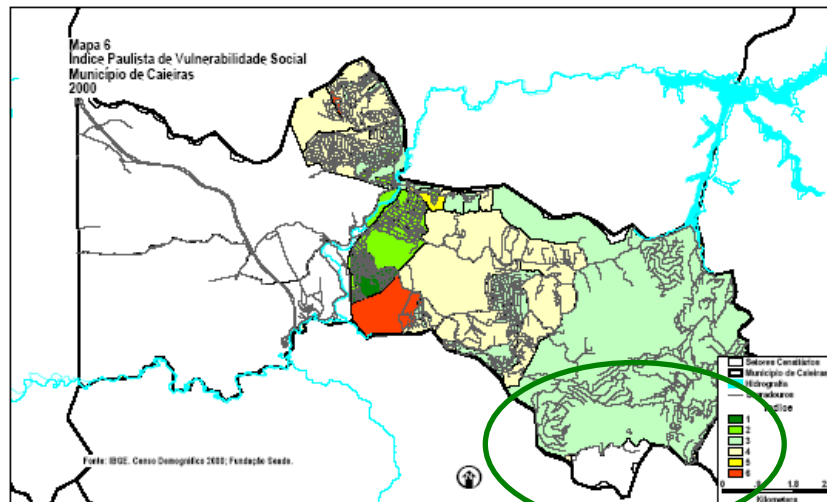 Mapa 6
Índice Paulista de Vulnerabilidade Social
Município de Caieiras
2000
Setores Censitários
Município de Caieiras
Hidrografia
Logradouros
Índice
1
2
3
4
5
6
Fonte: IBGE. Censo Demográfico 2000; Fundação Seade.
0
1.8
Kilometers